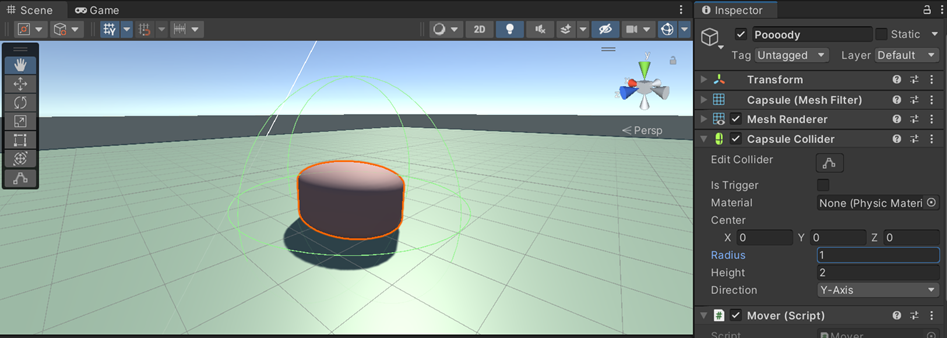 Scene
Game
2D
y
Persp
Inspector
Poooody
Static
Tag Untagged Layer Default
Transform
Capsule (Mesh Filter)
Mesh Renderer
Capsule Collider
Edit Collider
Is Trigger
Material None (Physic Materi
Center
X 0 Y 0 Z 0
Radius 1
Height 2
Direction Y-Axis
# Mover (Script)
Script Mover